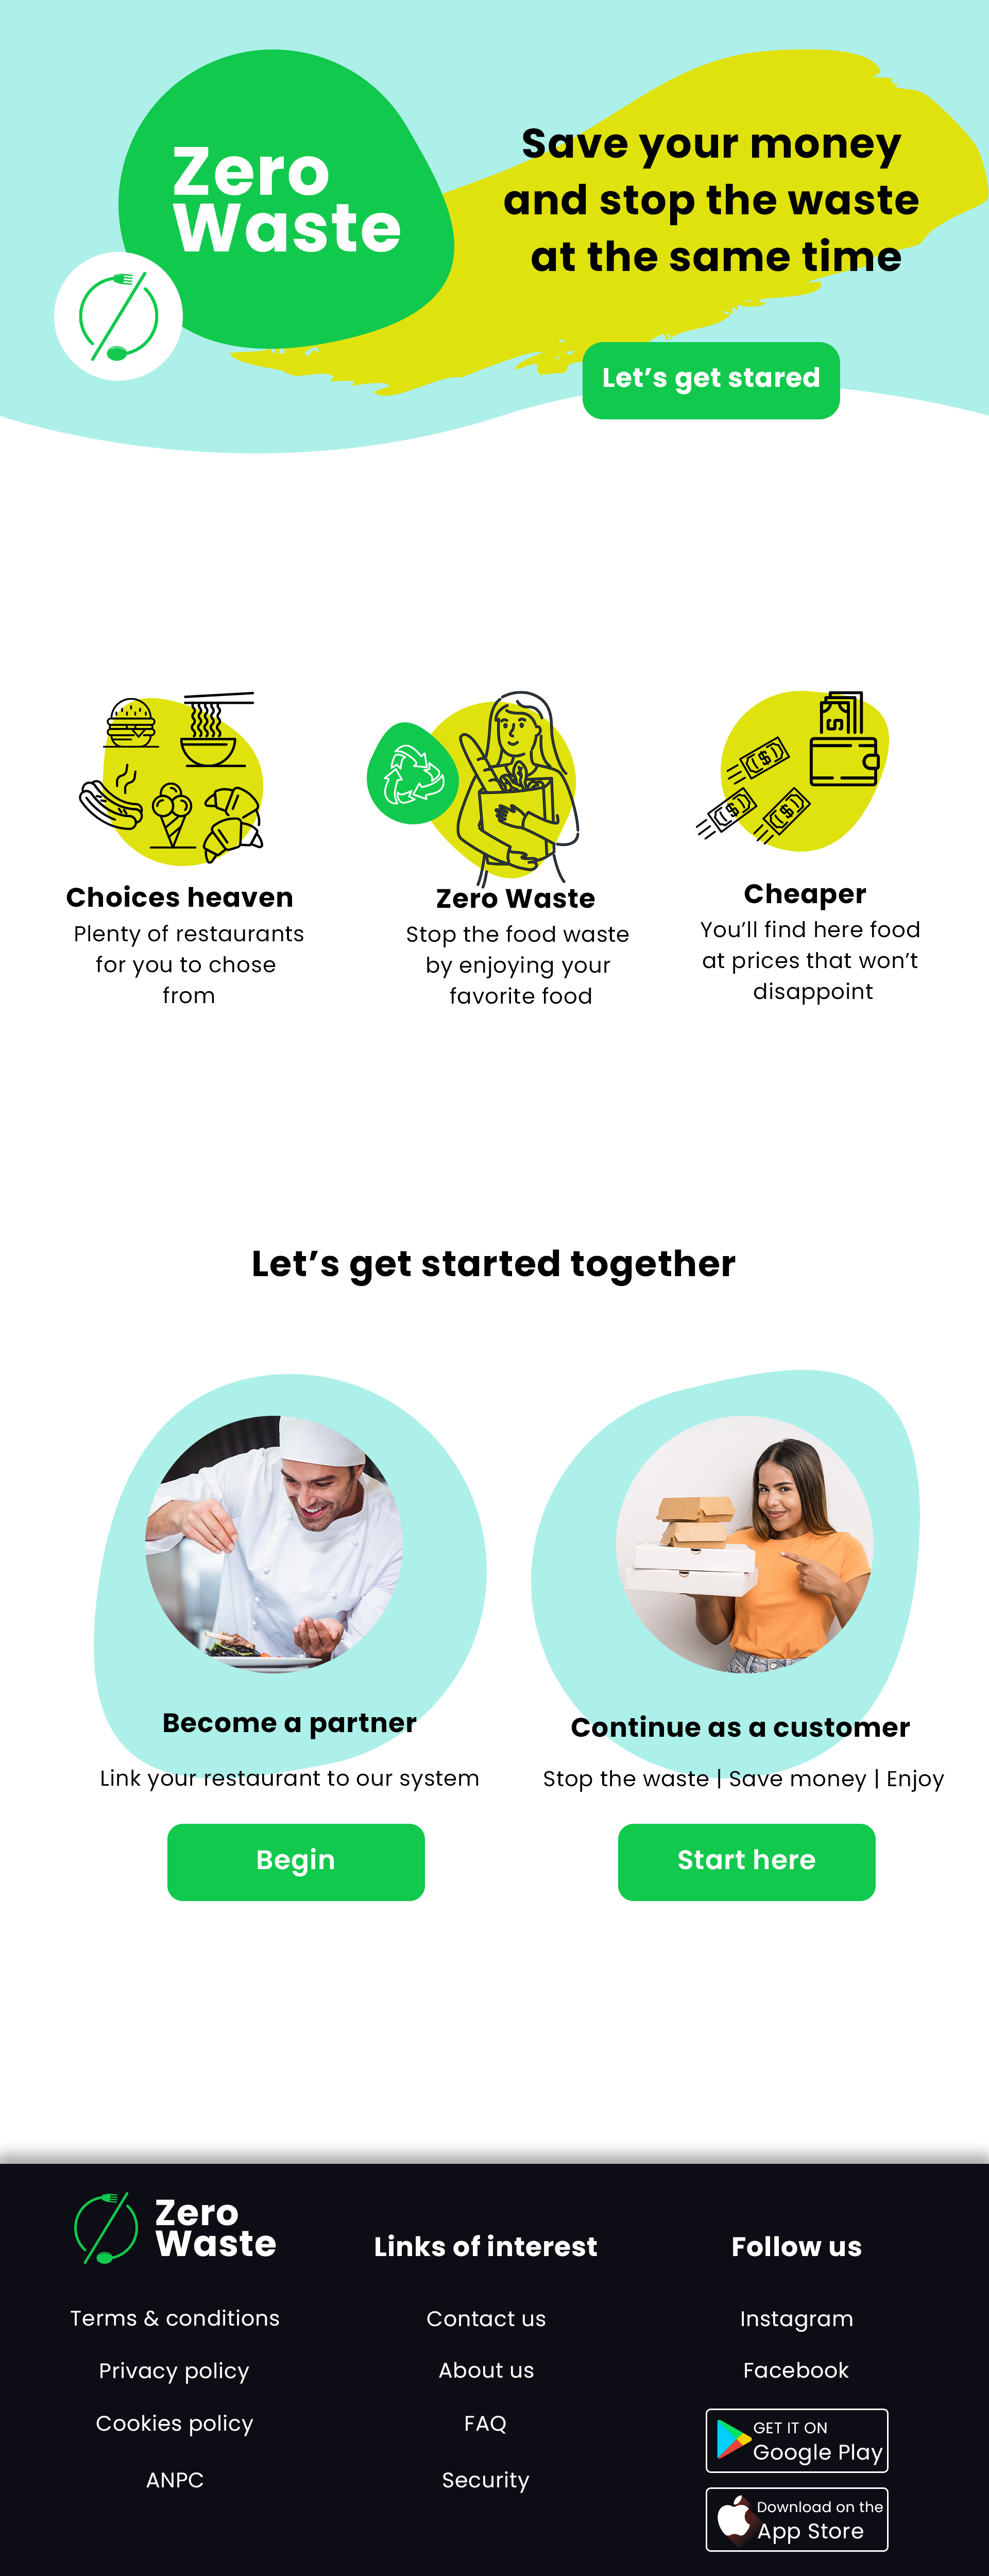 Zero
Waste
Save your money
and stop the waste
at the same time
Let’s get stared
Choices heaven
Plenty of restaurants
for you to chose
from
Zero Waste
Stop the food waste
by enjoying your
favorite food
Cheaper
You’ll find here food
at prices that won’t
disappoint
Let’s get started together
Become a partner
Link your restaurant to our system
Begin
Continue as a customer
Stop the waste | Save money | Enjoy
Start here
Zero
Waste
Terms & conditions
Privacy policy
Cookies policy
ANPC
Links of interest
Contact us
About us
FAQ
Security
Follow us
Instagram
Facebook
GET IT ON
Google Play
Download on the
App Store